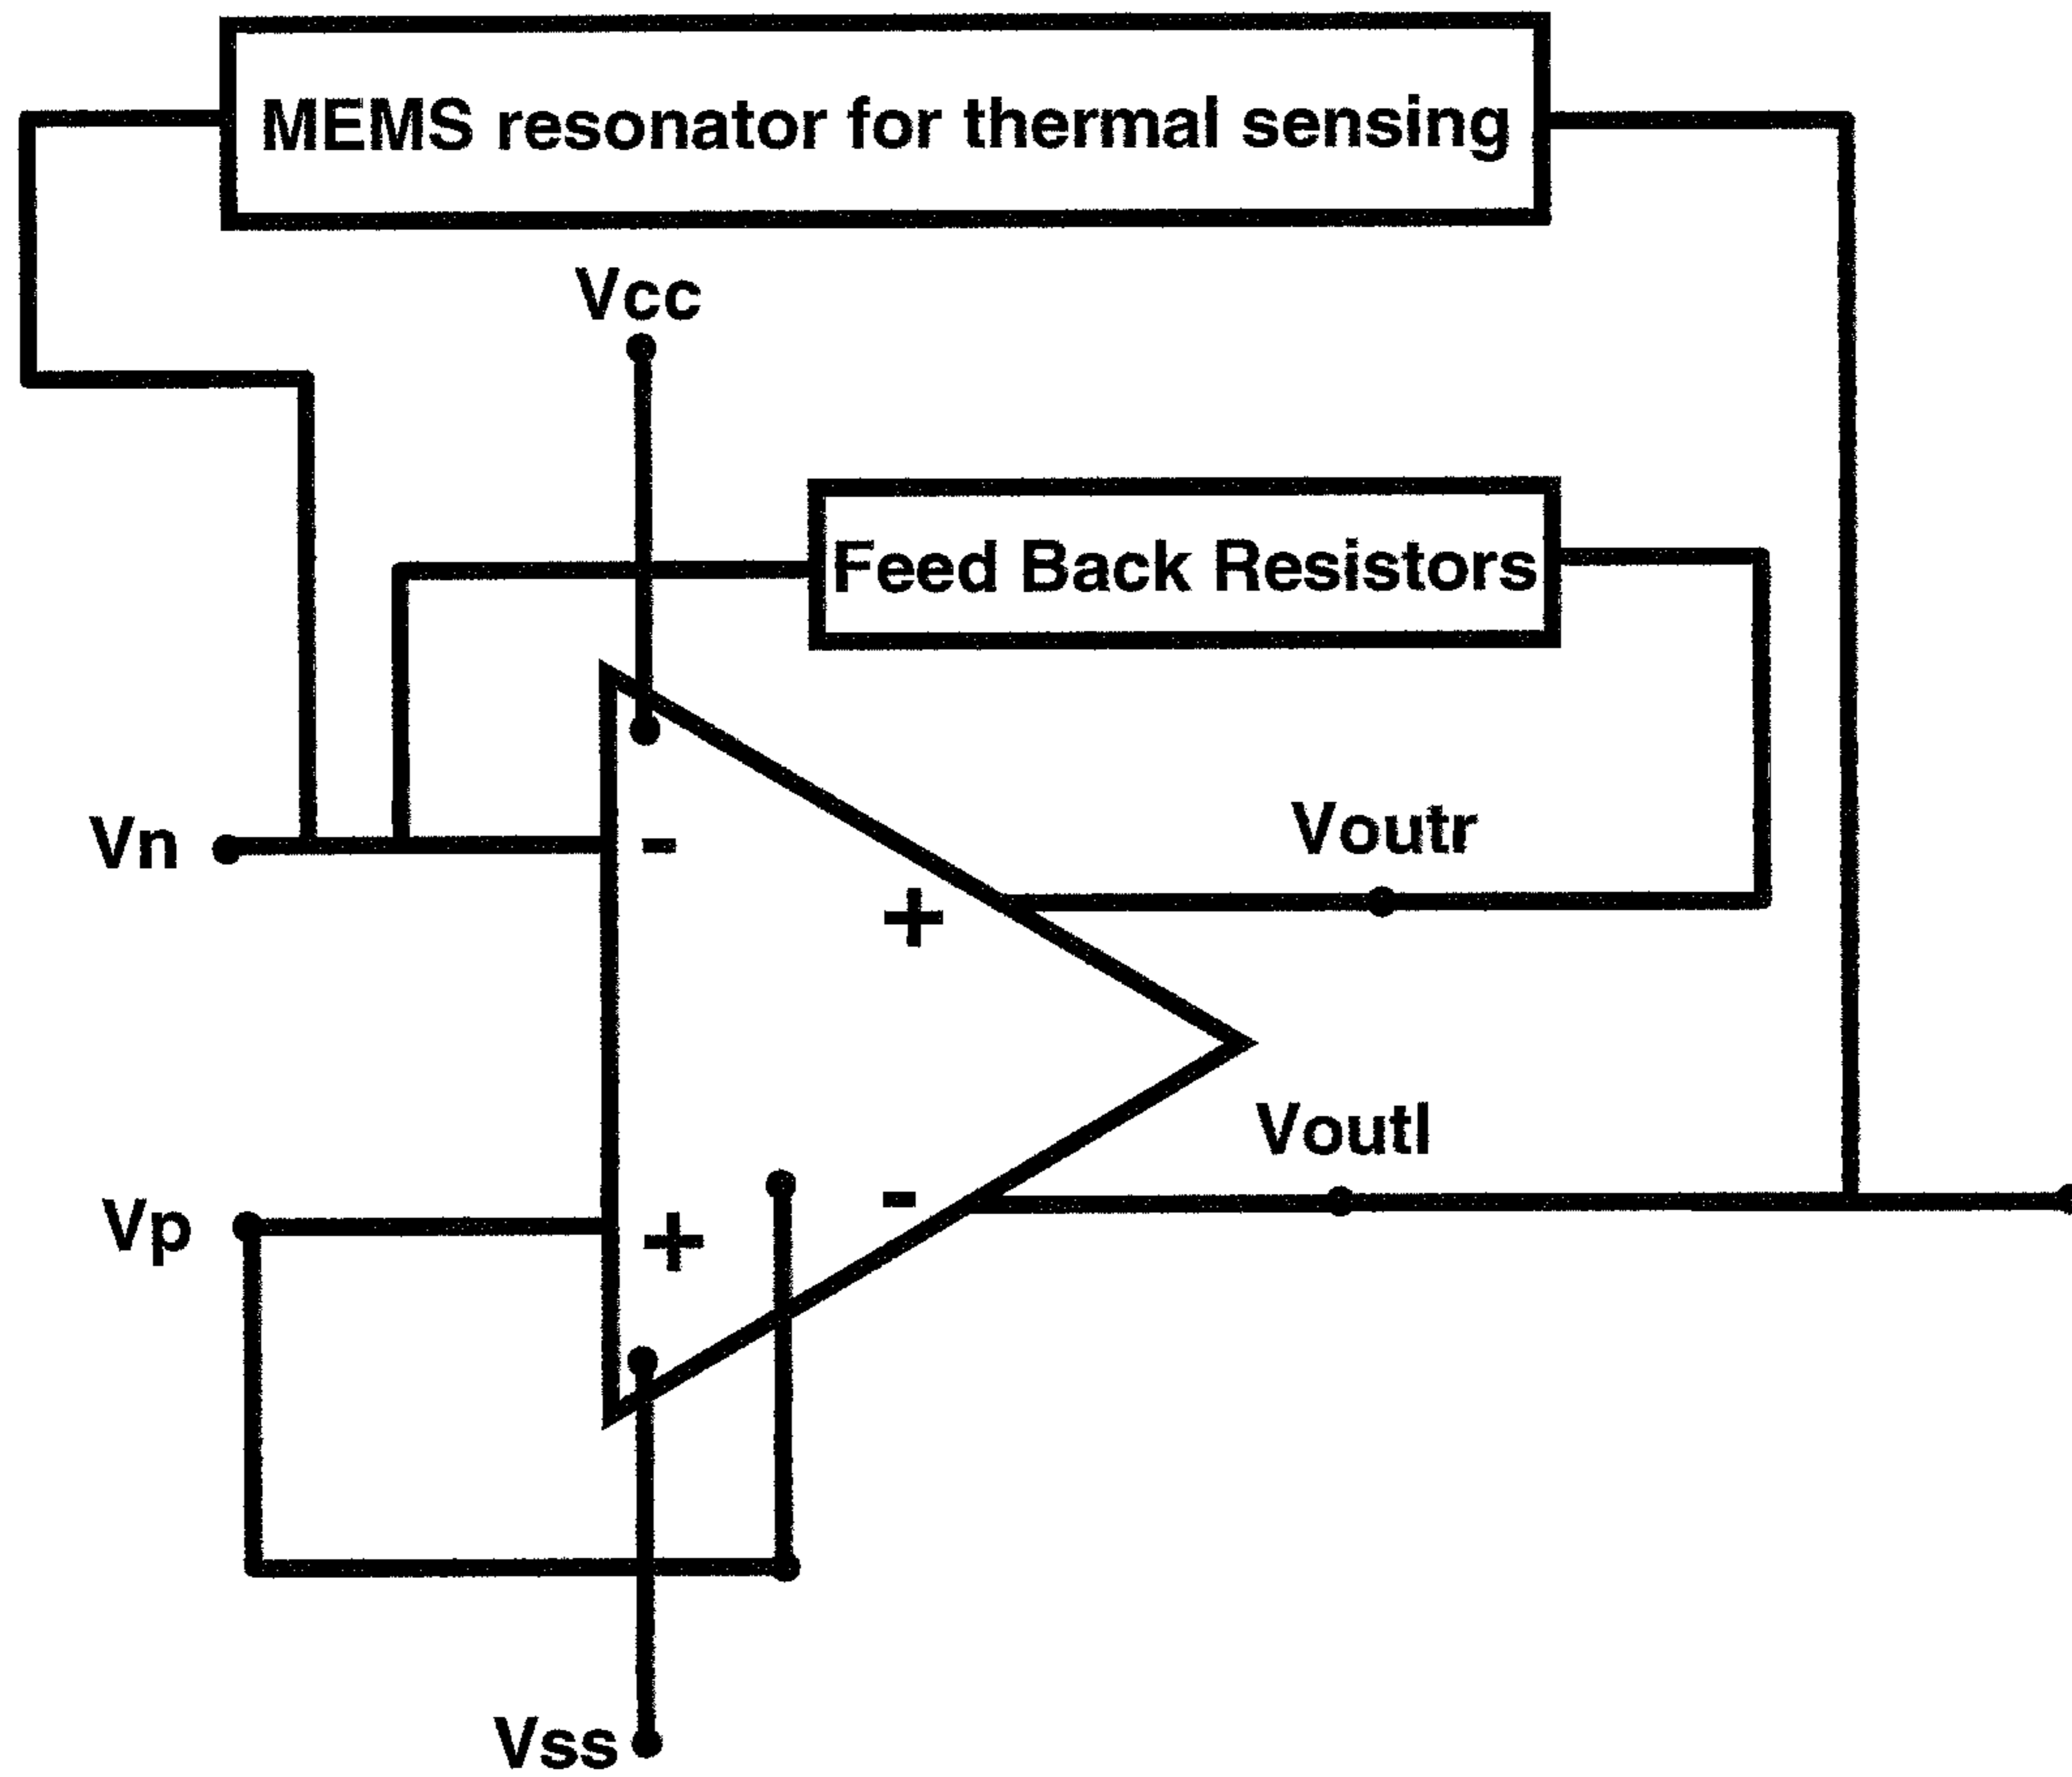 MEMS resonator for thermal sensing
Vcc
Feed Back Resistors
Vn
-
+
Voutr
Voutl
Vp
+
-
Vss